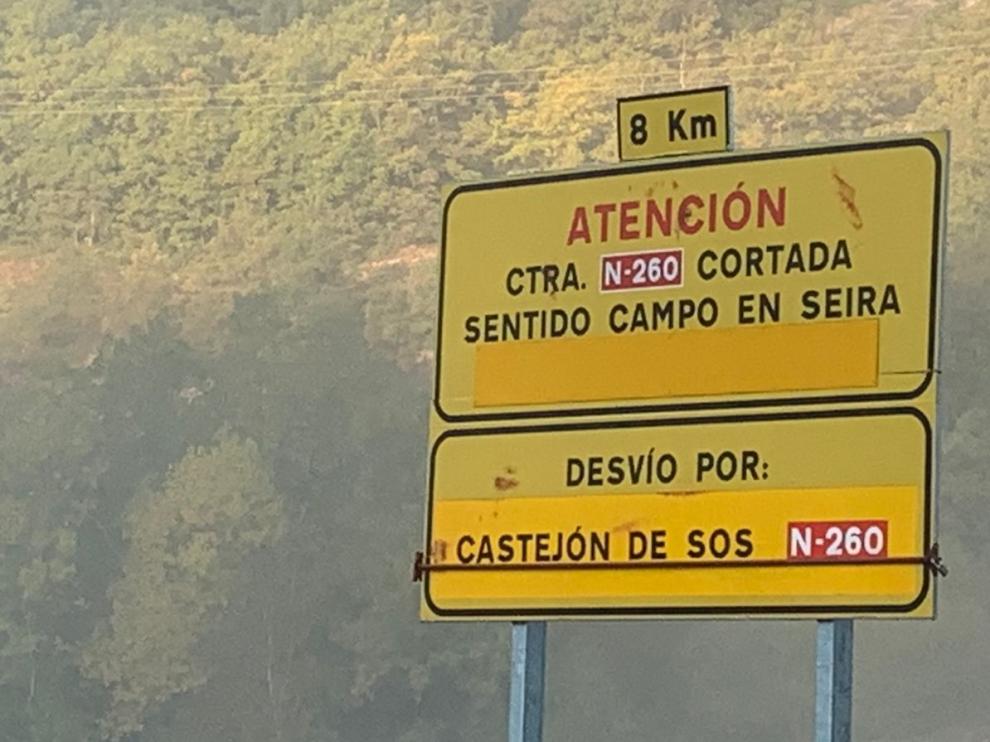 8 Km
ATENCIÓN
CTRA. N-260 CORTADA
SENTIDO CAMPO EN SEIRA
DESVÍO POR:
CASTEJÓN DE SOS N-260